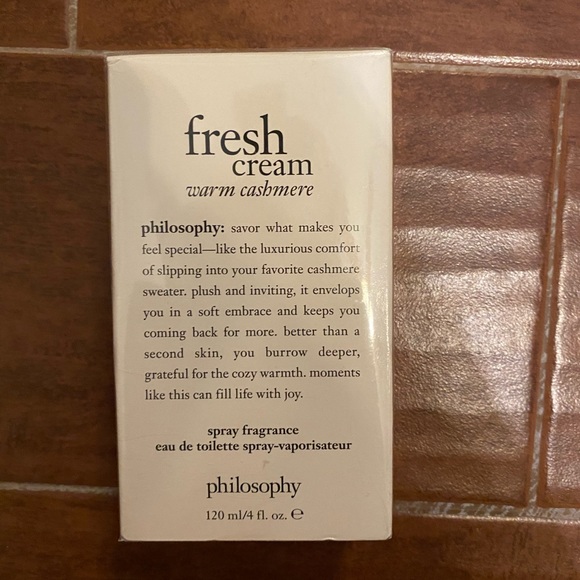 fresh
cream
warm cashmere
philosophy: savor what makes you
feel special—like the luxurious comfort
of slipping into your favorite cashmere
sweater. plush and inviting, it envelops
you in a soft embrace and keeps you
coming back for more. better than a
second skin, you burrow deeper,
grateful for the cozy warmth. moments
like this can fill life with joy.
spray fragrance
eau de toilette spray-vaporisateur
philosophy
120 ml/4 fl. oz. ℮